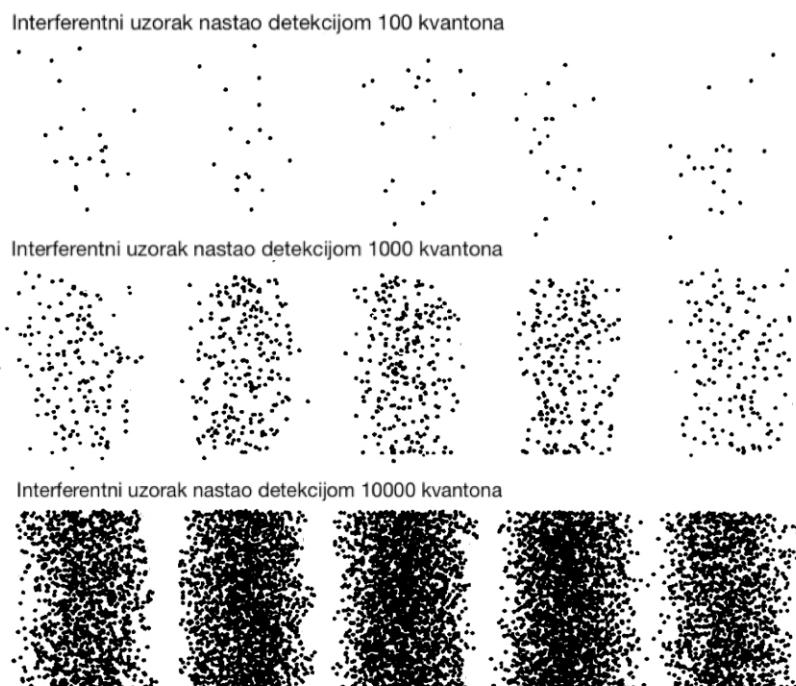 Interferentni uzorak nastao detekcijom 100 kvantona
Interferentni uzorak nastao detekcijom 1000 kvantona
Interferentni uzorak nastao detekcijom 10000 kvantona